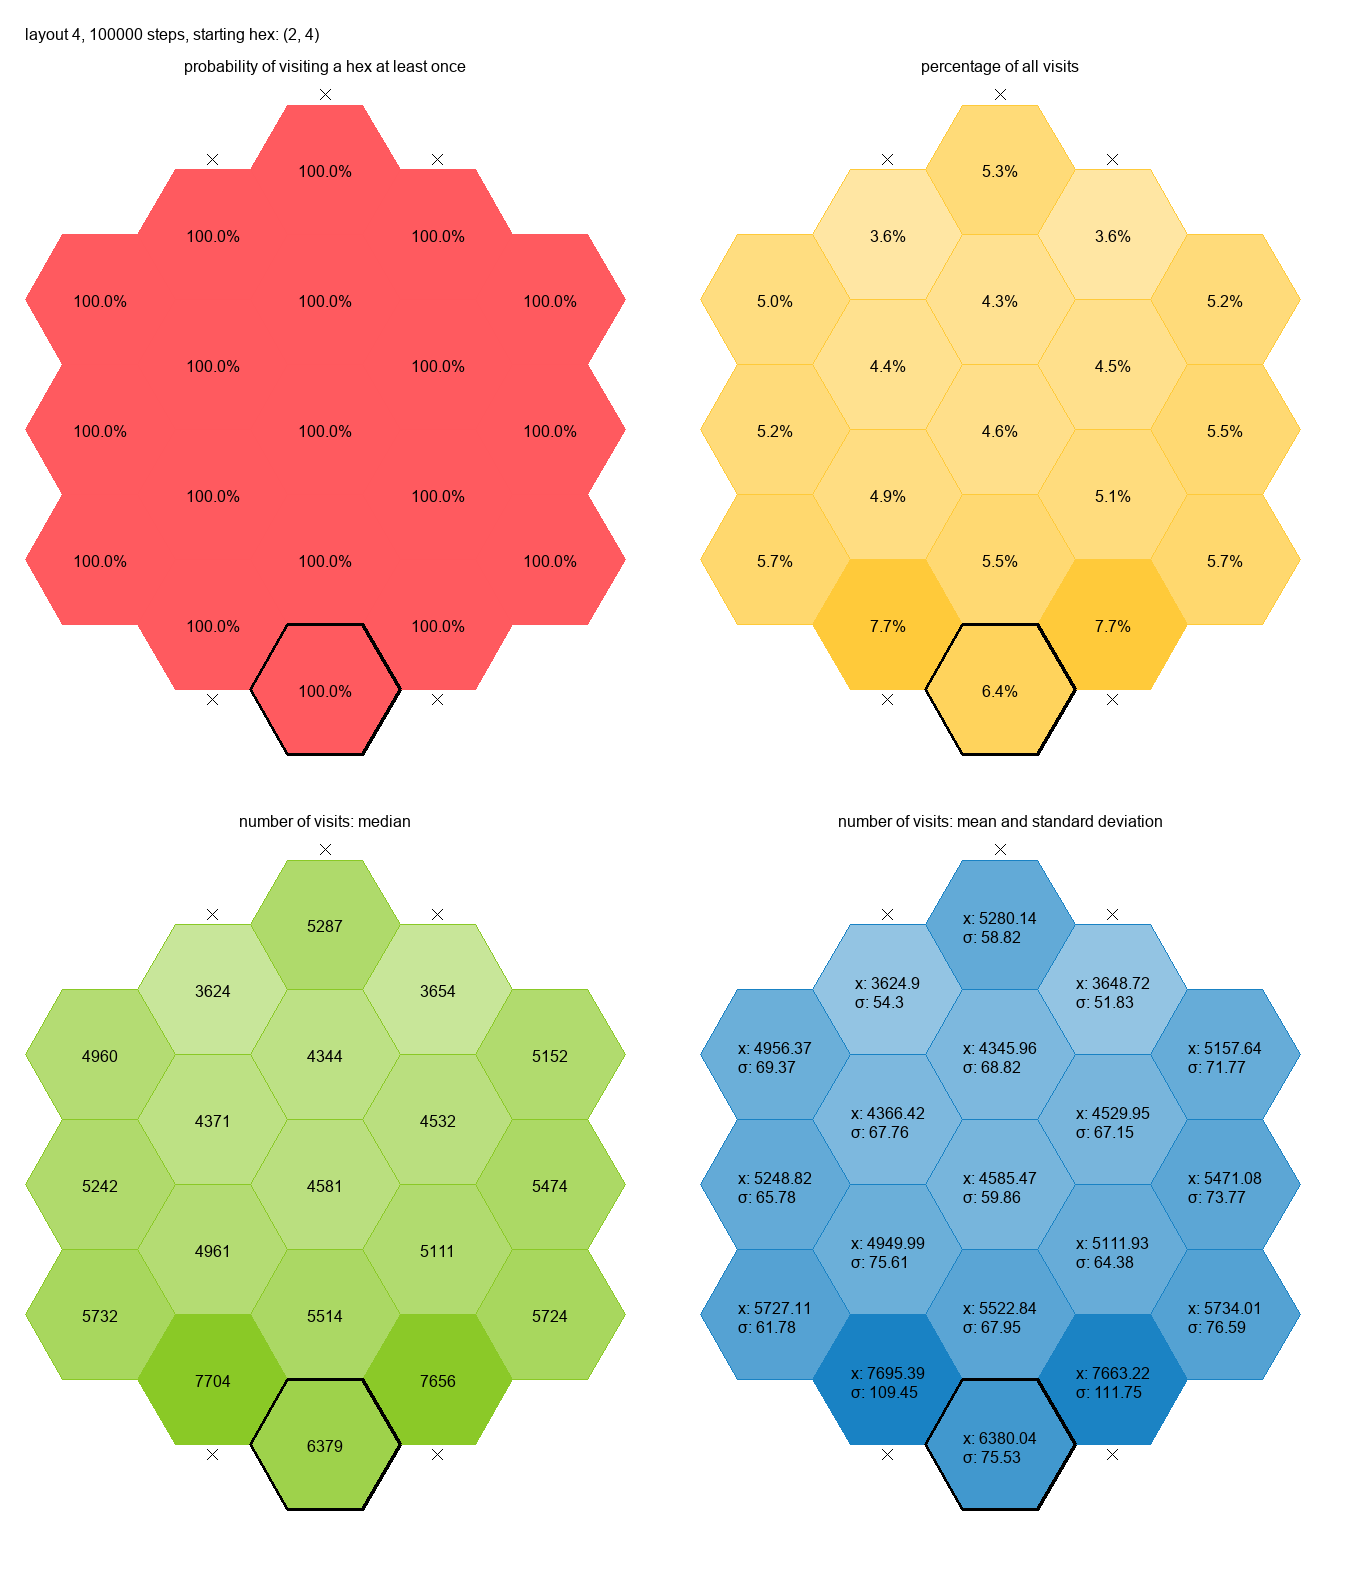 layout 4, 100000 steps, starting hex: (2, 4)
probability of visiting a hex at least once
100.0%
100.0% 100.0%
100.0% 100.0% 100.0%
100.0% 100.0%
100.0% 100.0% 100.0%
100.0% 100.0%
100.0% 100.0% 100.0%
100.0% 100.0%
100.0%
percentage of all visits
5.3%
3.6% 3.6%
5.0% 4.3% 5.2%
4.4% 4.5%
5.2% 4.6% 5.5%
4.9% 5.1%
5.7% 5.5% 5.7%
7.7% 7.7%
6.4%
number of visits: median
5287
3624 3654
4960 4344 5152
4371 4532
5242 4581 5474
4961 5111
5732 5514 5724
7704 7656
6379
number of visits: mean and standard deviation
x: 5280.14
σ: 58.82
x: 3624.9 x: 3648.72
σ: 54.3 σ: 51.83
x: 4956.37 x: 4345.96 x: 5157.64
σ: 69.37 σ: 68.82 σ: 71.77
x: 4366.42 x: 4529.95
σ: 67.76 σ: 67.15
x: 5248.82 x: 4585.47 x: 5471.08
σ: 65.78 σ: 59.86 σ: 73.77
x: 4949.99 x: 5111.93
σ: 75.61 σ: 64.38
x: 5727.11 x: 5522.84 x: 5734.01
σ: 61.78 σ: 67.95 σ: 76.59
x: 7695.39 x: 7663.22
σ: 109.45 σ: 111.75
x: 6380.04
σ: 75.53